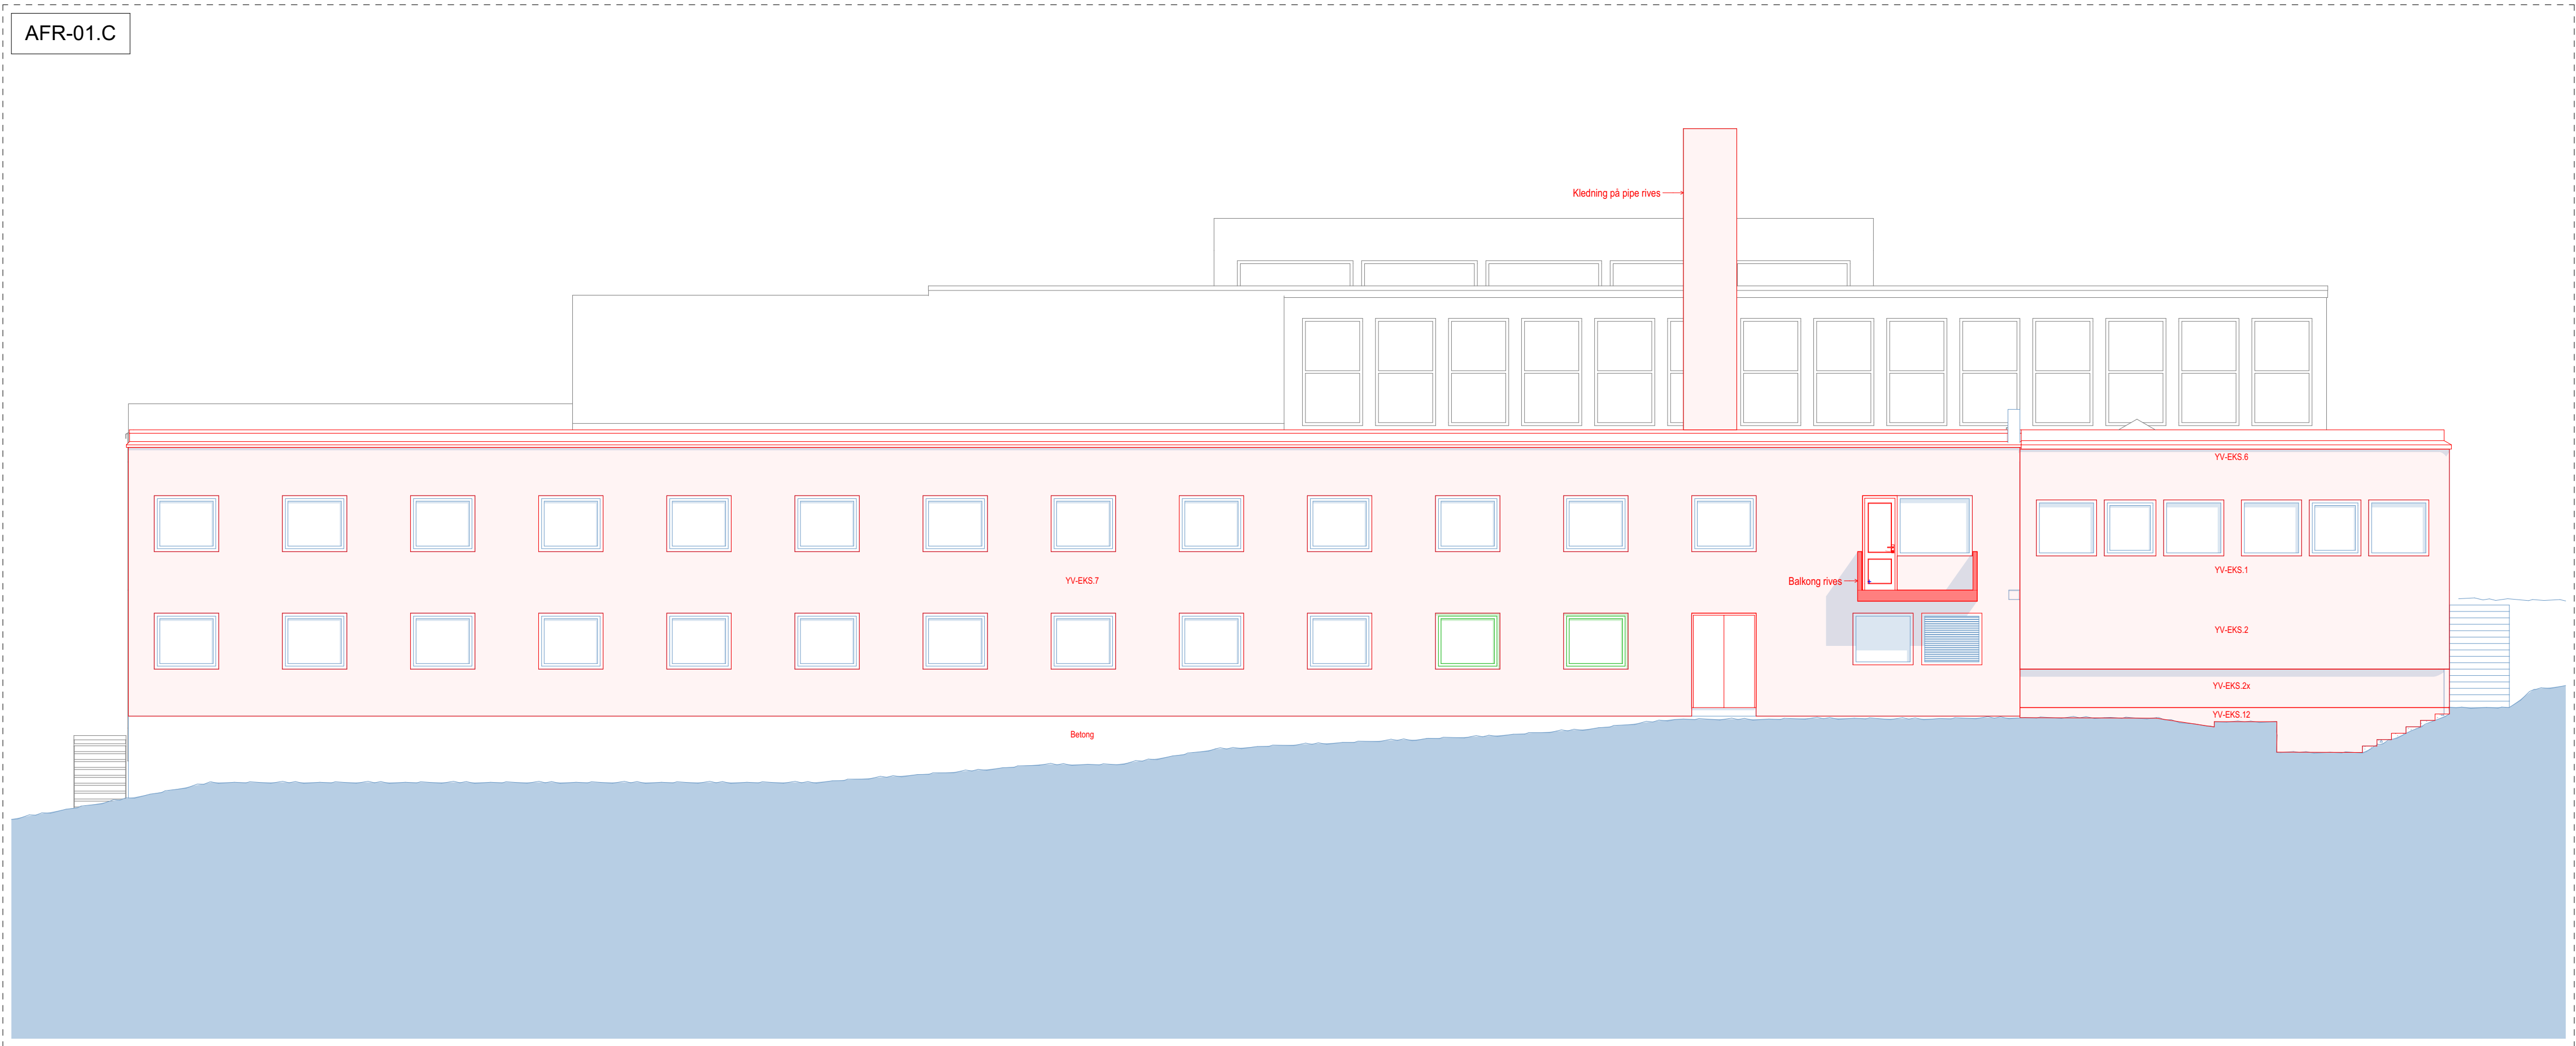 AFR-01.C
Kledning på pipe rives
YV-EKS.6
YV-EKS.1
YV-EKS.7
Balkong rives
YV-EKS.2
YV-EKS.2x
YV-EKS.12
Betong